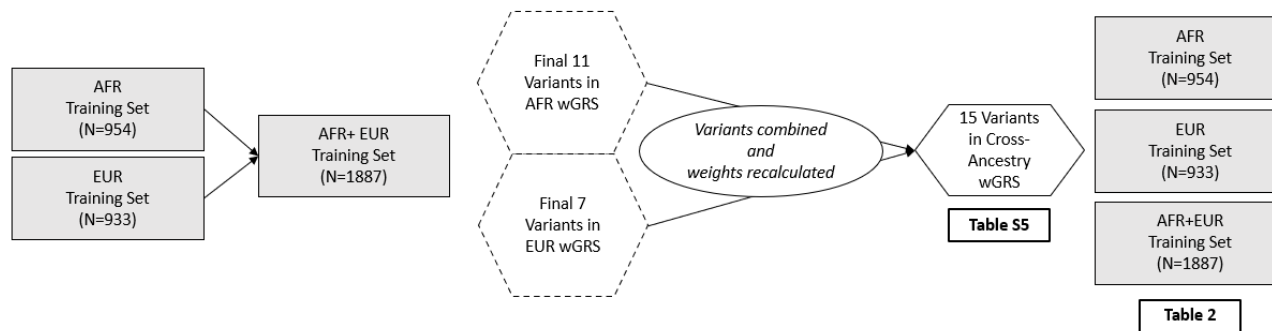 AFR
Training Set
(N=954)
EUR
Training Set
(N=933)
AFR+ EUR
Training Set
(N=1887)
Final 11
Variants in
AFR wGRS
Final 7
Variants in
EUR wGRS
Variants combined
and
weights recalculated
15 Variants
in Cross-
Ancestry
wGRS
Table S5
AFR
Training Set
(N=954)
EUR
Training Set
(N=933)
AFR+EUR
Training Set
(N=1887)
Table 2